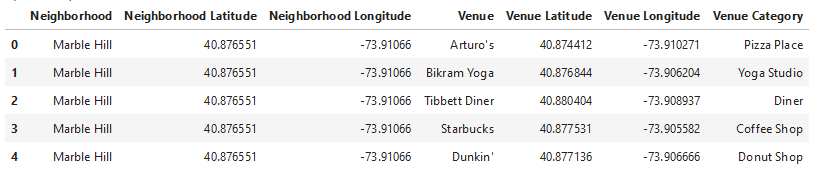 Neighborhood Neighborhood Latitude Neighborhood Longitude Venue Venue Latitude Venue Longitude Venue Category
0 Marble Hill 40.876551 -73.91066 Arturo's 40.874412 -73.910271 Pizza Place
1 Marble Hill 40.876551 -73.91066 Bikram Yoga 40.876844 -73.906204 Yoga Studio
2 Marble Hill 40.876551 -73.91066 Tibbett Diner 40.880404 -73.908937 Diner
3 Marble Hill 40.876551 -73.91066 Starbucks 40.877531 -73.905582 Coffee Shop
4 Marble Hill 40.876551 -73.91066 Dunkin' 40.877136 -73.906666 Donut Shop